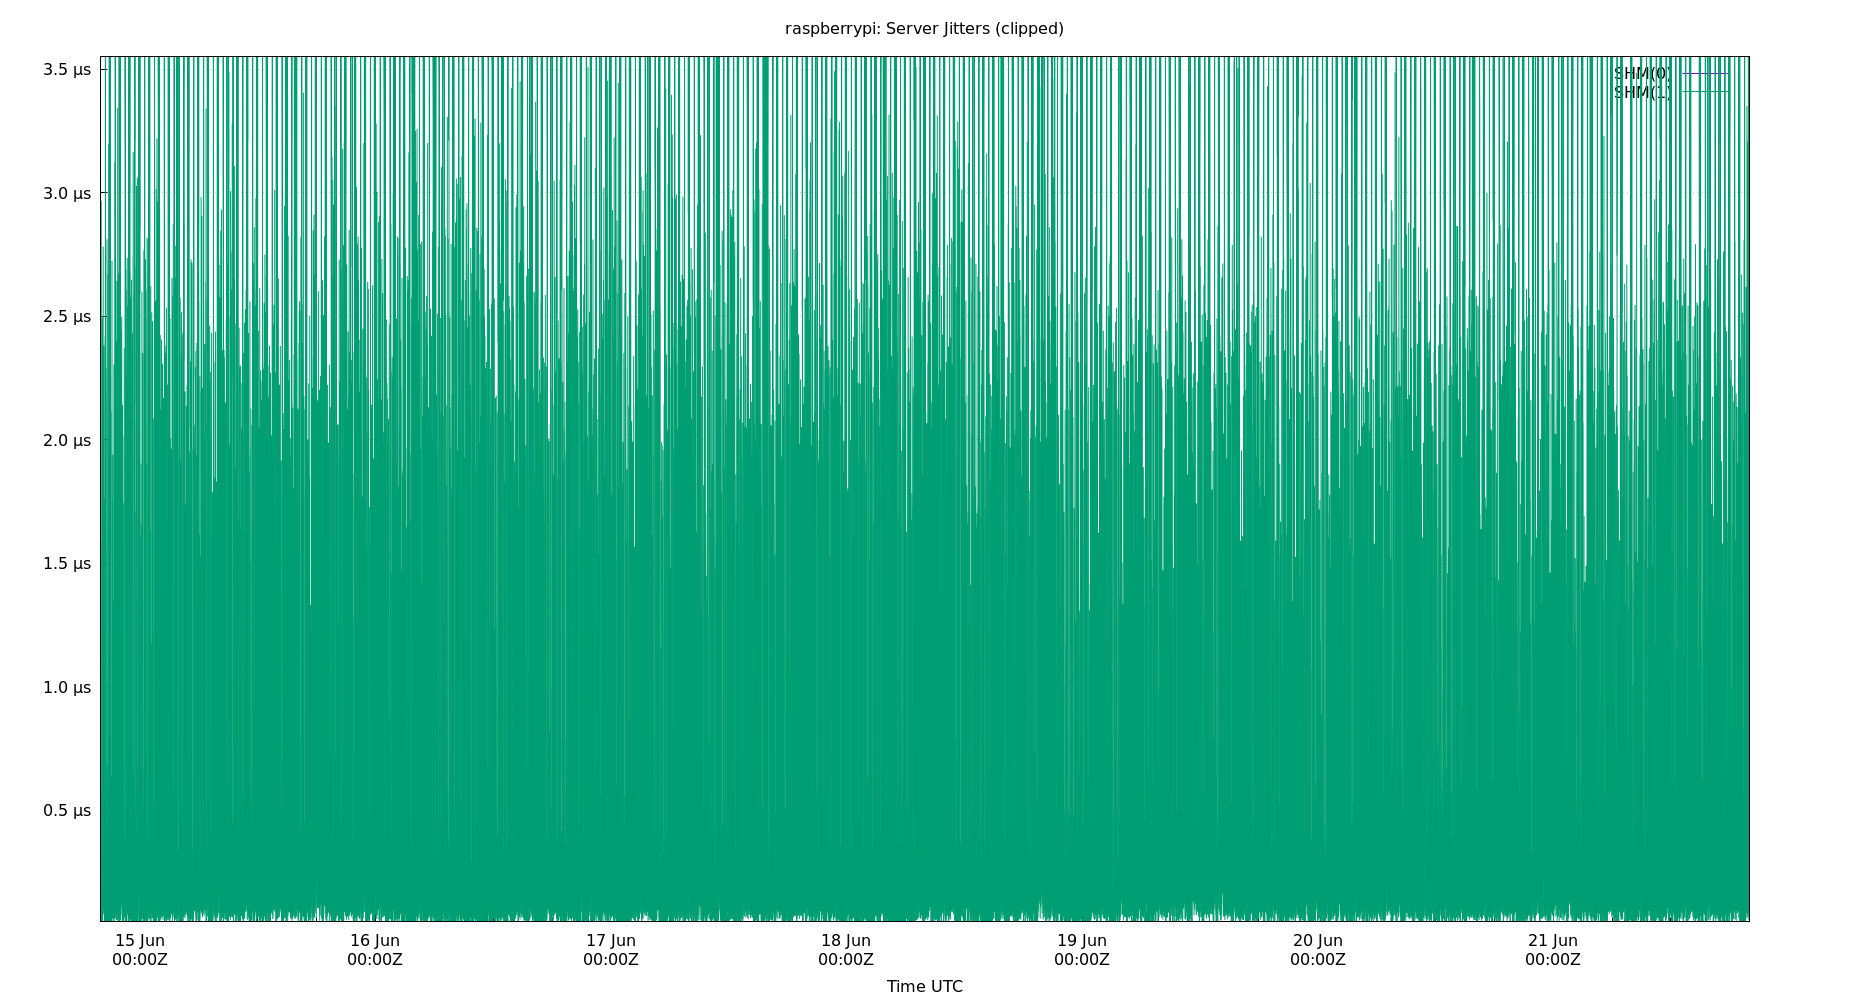 raspberrypi: Server Jitters (clipped)
3.5 µs
SHM(0)
SHM(1)
3.0 µs
2.5 µs
2.0 µs
1.5 µs
1.0 µs
0.5 µs
15 Jun 16 Jun 17 Jun 18 Jun 19 Jun 20 Jun 21 Jun
00:00Z 00:00Z 00:00Z 00:00Z 00:00Z 00:00Z 00:00Z
Time UTC